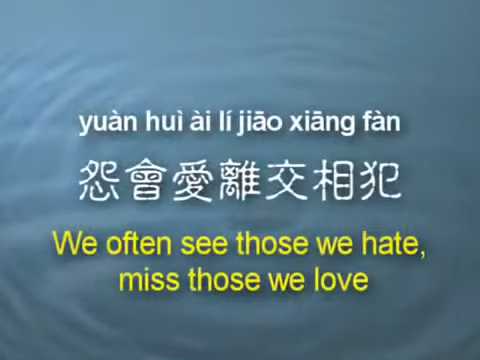 yuàn huì ài lí jiāo xiāng fàn
怨會愛離交相犯
We often see those we hate,
miss those we love